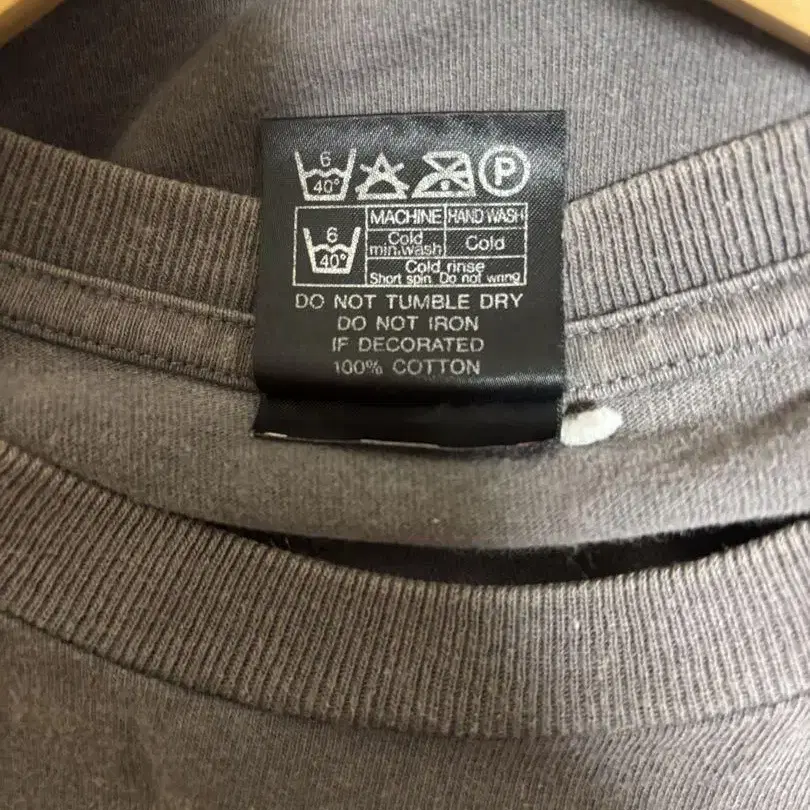 6
40°
P
MACHINE HAND WASH
6
40°
Cold
min.wash
Cold
Cold rinse
Short spin. Do not wring
DO NOT TUMBLE DRY
DO NOT IRON
IF DECORATED
100% COTTON